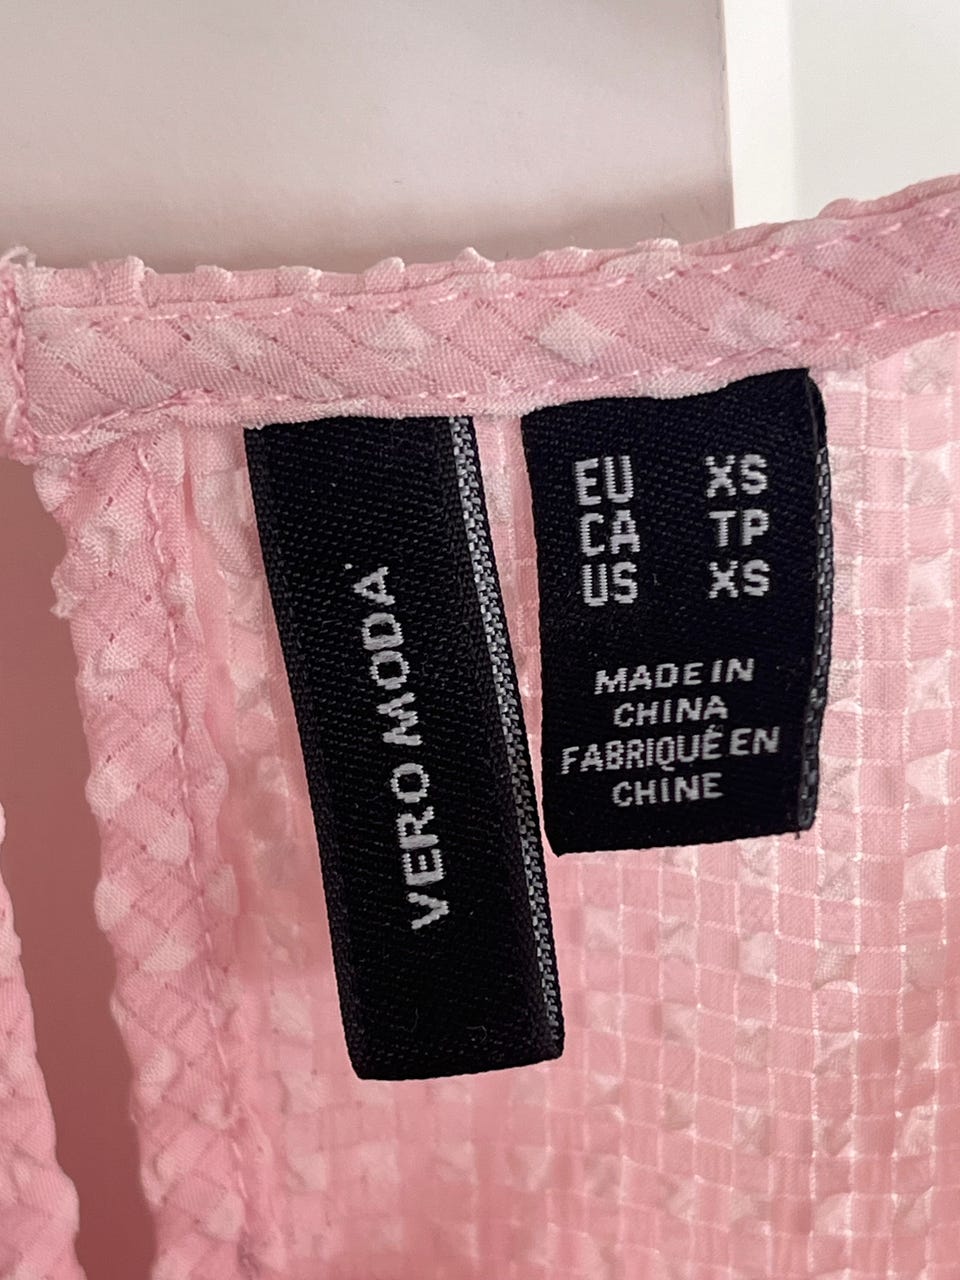 VERO MODA
EU XS
CA TP
US XS
MADE IN
CHINA
FABRIQUÉ EN
CHINE